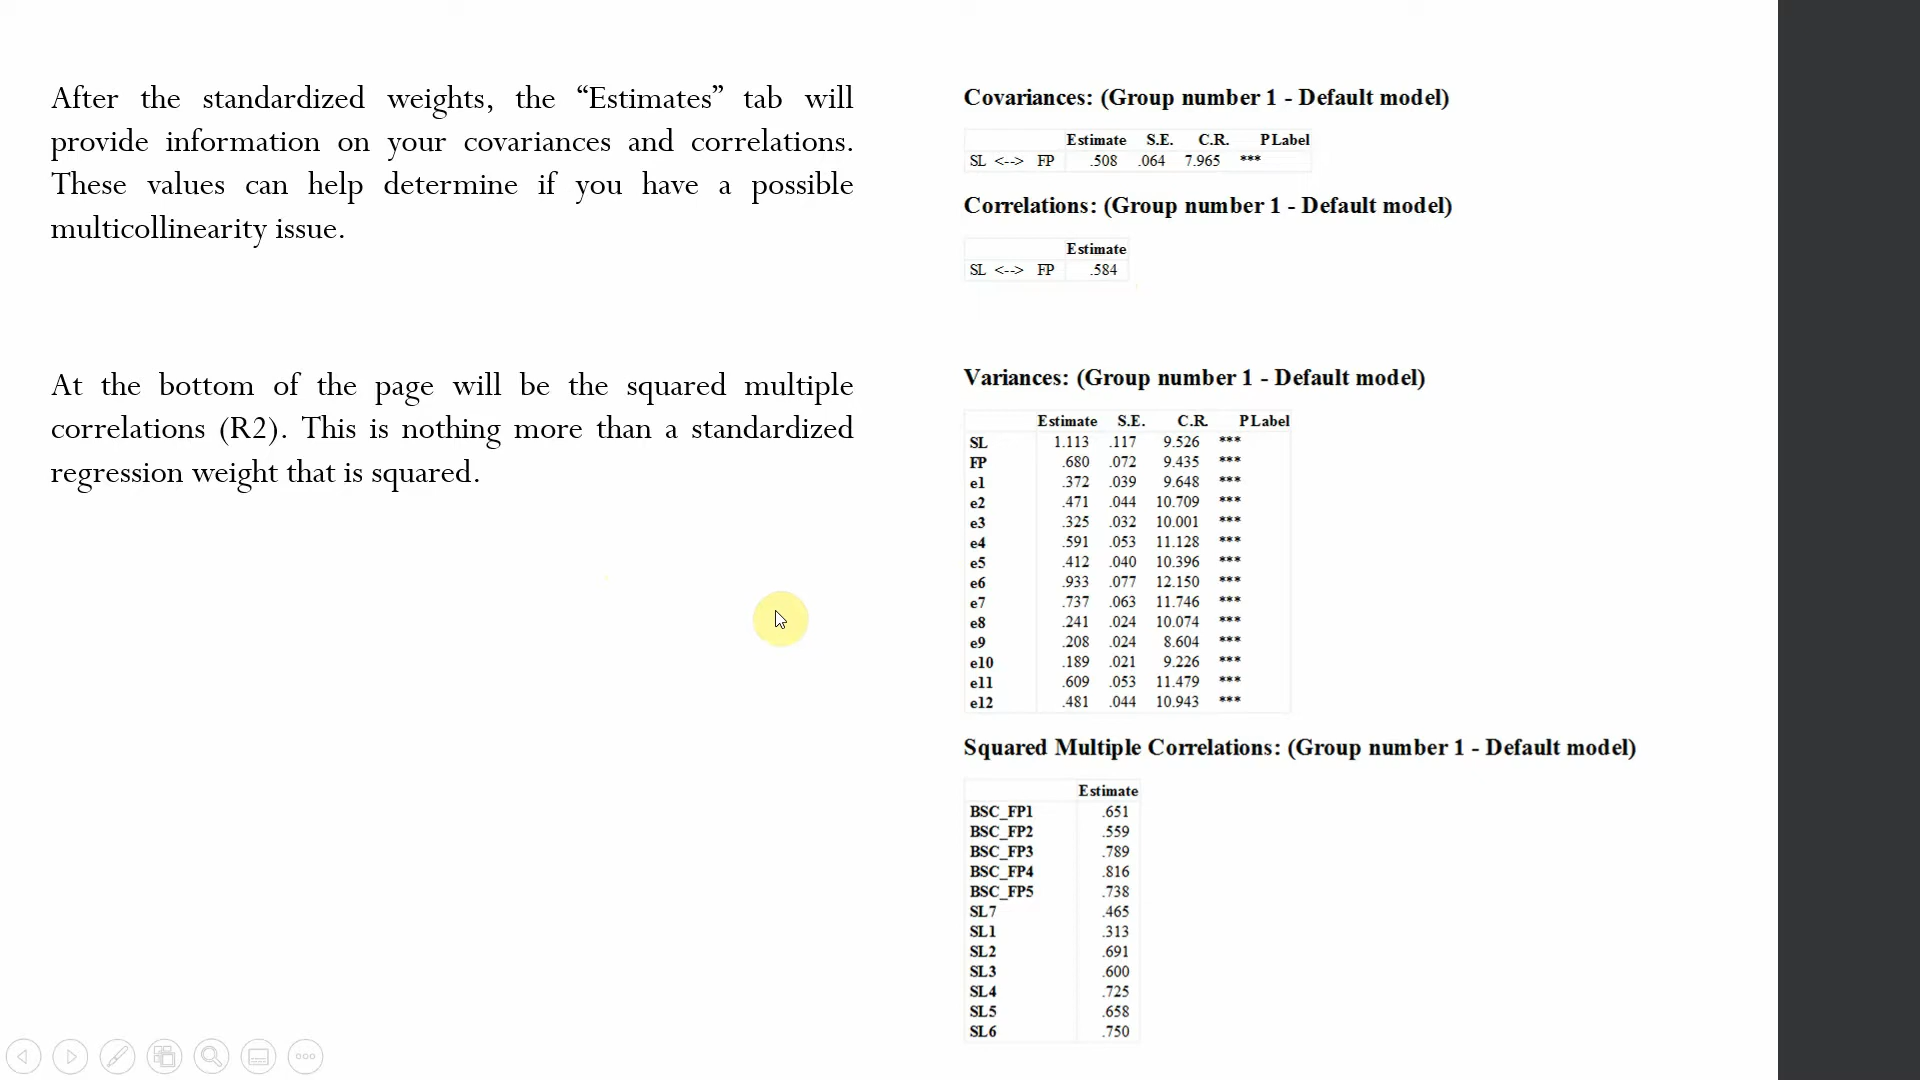 After the standardized weights, the “Estimates” tab will
provide information on your covariances and correlations.
These values can help determine if you have a possible
multicollinearity issue.
At the bottom of the page will be the squared multiple
correlations (R2). This is nothing more than a standardized
regression weight that is squared.
Covariances: (Group number 1 - Default model)
Estimate S.E. C.R. P Label
SL <--> FP .508 .064 7.965 ***
Correlations: (Group number 1 - Default model)
Estimate
SL <--> FP .584
Variances: (Group number 1 - Default model)
Estimate S.E. C.R. P Label
SL 1.113 .117 9.526 ***
FP .680 .072 9.435 ***
e1 .372 .039 9.648 ***
e2 .471 .044 10.709 ***
e3 .325 .032 10.001 ***
e4 .591 .053 11.128 ***
e5 .412 .040 10.396 ***
e6 .933 .077 12.150 ***
e7 .737 .063 11.746 ***
e8 .241 .024 10.074 ***
e9 .208 .024 8.604 ***
e10 .189 .021 9.226 ***
e11 .609 .053 11.479 ***
e12 .481 .044 10.943 ***
Squared Multiple Correlations: (Group number 1 - Default model)
Estimate
BSC_FP1 .651
BSC_FP2 .559
BSC_FP3 .789
BSC_FP4 .816
BSC_FP5 .738
SL7 .465
SL1 .313
SL2 .691
SL3 .600
SL4 .725
SL5 .658
SL6 .750